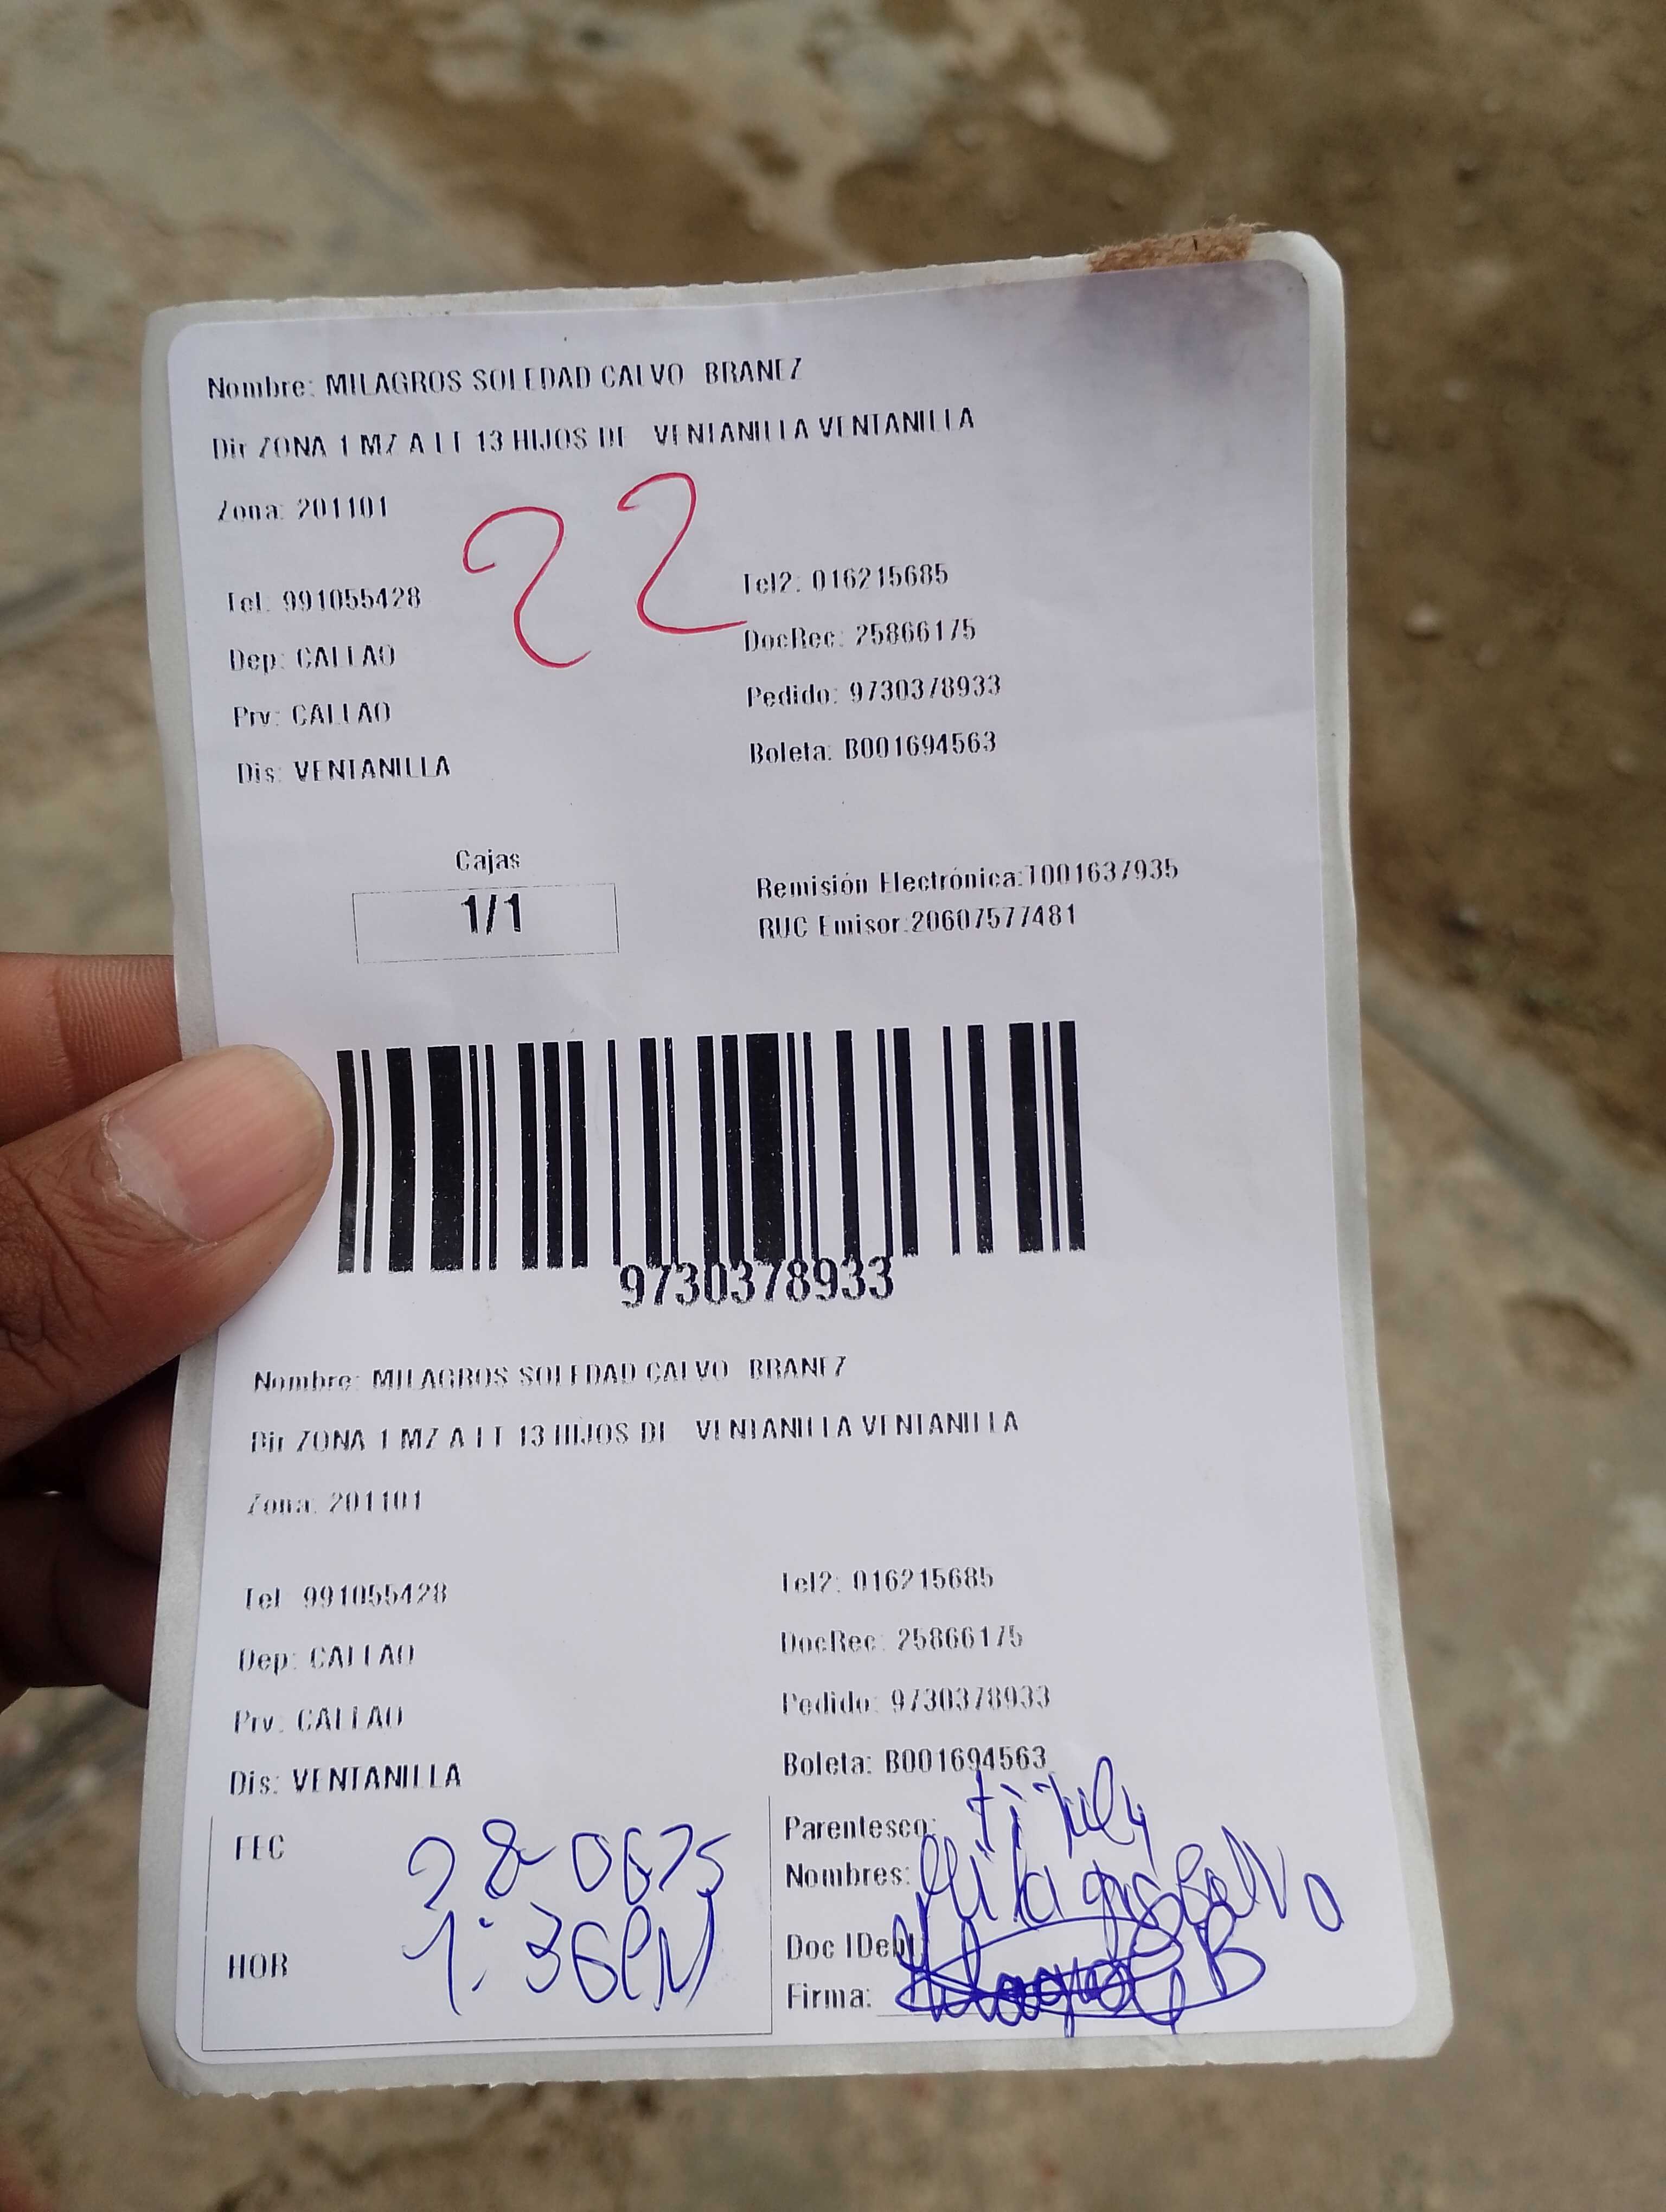 Nombre: MILAGROS SOLEDAD CALVO BRANEZ
Dir ZONA 1 MZ A LT 13 HIJOS DE VENTANILLA VENTANILLA
Zona: 201101
22
Tel: 991055428 Tel2: 016215685
Dep: CALLAO DocRec: 25866175
Prv: CALLAO Pedido: 9730378933
Dis: VENTANILLA Boleta: B001694563
Cajas
1/1
Remisión Electrónica:T001637935
RUC Emisor:20607577481
9730378933
Nombre: MILAGROS SOLEDAD CALVO BRANEZ
Dir ZONA 1 MZ A LT 13 HIJOS DE VENTANILLA VENTANILLA
Zona: 201101
Tel 991055428 Tel2: 016215685
Dep: CALLAO DocRec: 25866175
Prv: CALLAO Pedido: 9730378933
Dis: VENTANILLA Boleta: B001694563
FEC 28-0625
HOR 1:36PM
Parentesco:
Nombres: Milagros Calvo B
Doc IDent
Firma: